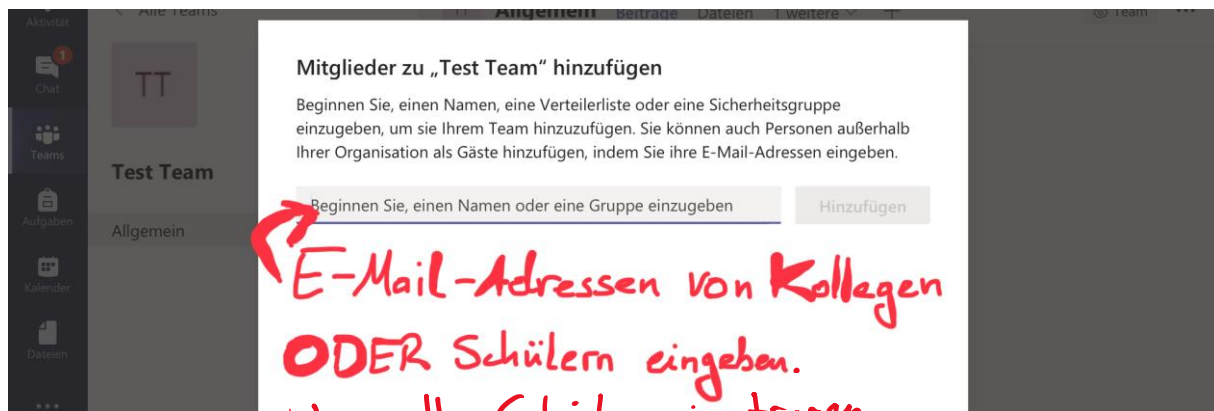 Aktivität
< Alle Teams
TT Allgemein Beiträge Dateien 1 weitere +
Team
1
Chat
TT
Teams
Test Team
Aufgaben
Allgemein
Kalender
Dateien
Mitglieder zu „Test Team“ hinzufügen
Beginnen Sie, einen Namen, eine Verteilerliste oder eine Sicherheitsgruppe
einzugeben, um sie Ihrem Team hinzuzufügen. Sie können auch Personen außerhalb
Ihrer Organisation als Gäste hinzufügen, indem Sie ihre E-Mail-Adressen eingeben.
Beginnen Sie, einen Namen oder eine Gruppe einzugeben
Hinzufügen
E-Mail-Adressen von Kollegen
ODER Schülern eingeben.